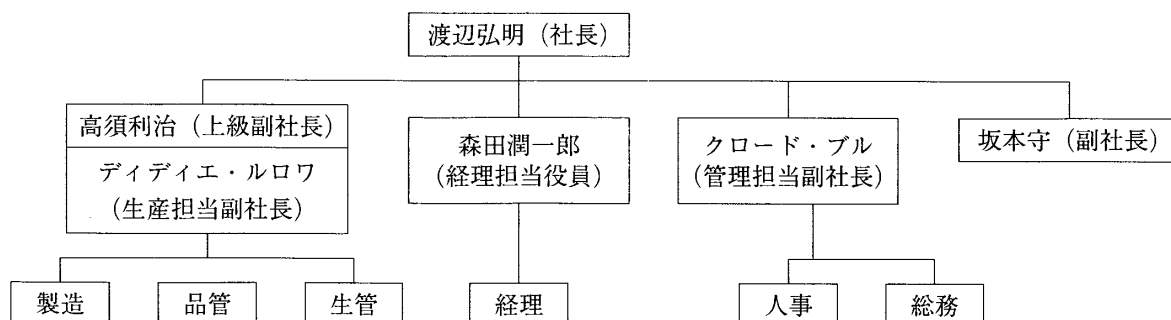 渡辺弘明（社長）
高須利治（上級副社長）
ディディエ・ルロワ
（生産担当副社長）
森田潤一郎
（経理担当役員）
クロード・ブル
（管理担当副社長）
坂本守（副社長）
製造
品管
生管
経理
人事
総務